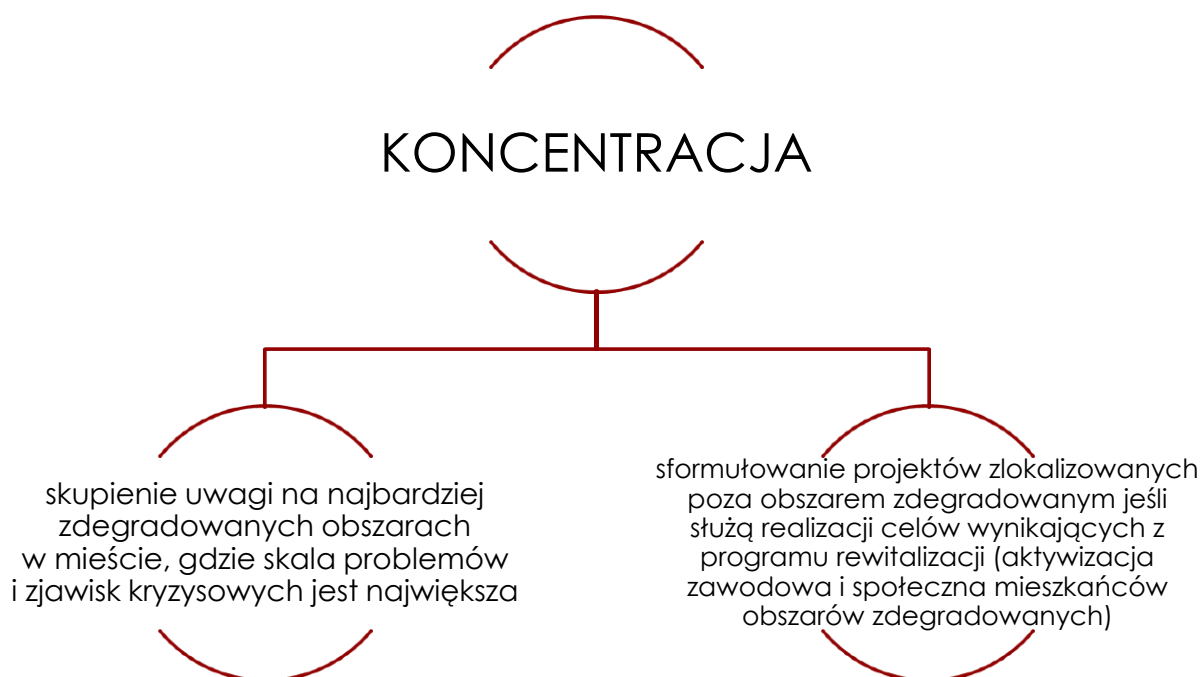 KONCENTRACJA
skupienie uwagi na najbardziej
zdegradowanych obszarach
w mieście, gdzie skala problemów
i zjawisk kryzysowych jest największa
sformułowanie projektów zlokalizowanych
poza obszarem zdegradowanym jeśli
służą realizacji celów wynikających z
programu rewitalizacji (aktywizacja
zawodowa i społeczna mieszkańców
obszarów zdegradowanych)